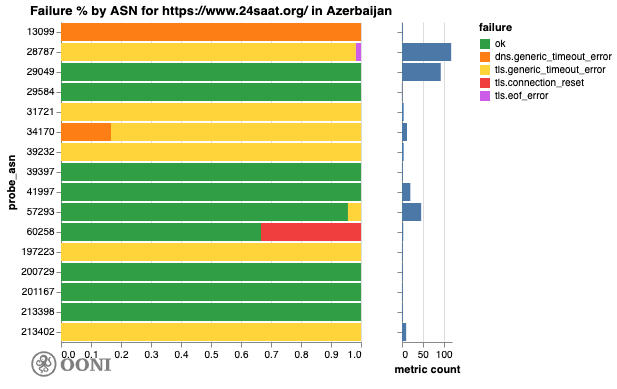 Failure % by ASN for https://www.24saat.org/ in Azerbaijan
probe_asn
13099
28787
29049
29584
31721
34170
39232
39397
41997
57293
60258
197223
200729
201167
213398
213402
0.0 0.1 0.2 0.3 0.4 0.5 0.6 0.7 0.8 0.9 1.0
0 50 100
metric count
failure
ok
dns.generic_timeout_error
tls.generic_timeout_error
tls.connection_reset
tls.eof_error
OONI